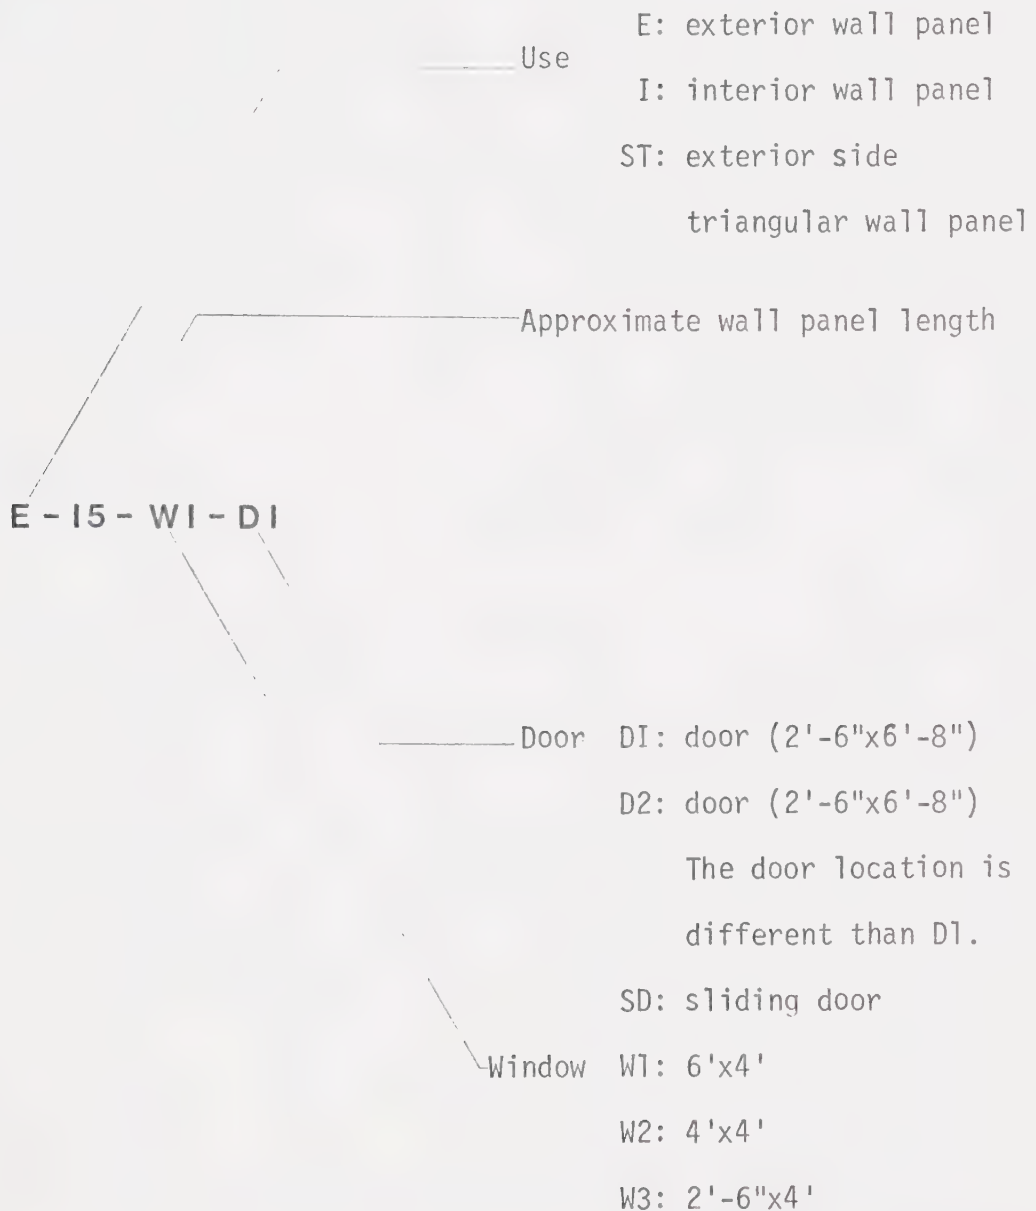 E: exterior wall panel
Use
I: interior wall panel
ST: exterior side
triangular wall panel
Approximate wall panel length
E - 15 - W1 - D1
Door D1: door (2'-6"x6'-8")
D2: door (2'-6"x6'-8")
The door location is
different than D1.
SD: sliding door
Window W1: 6'x4'
W2: 4'x4'
W3: 2'-6"x4'